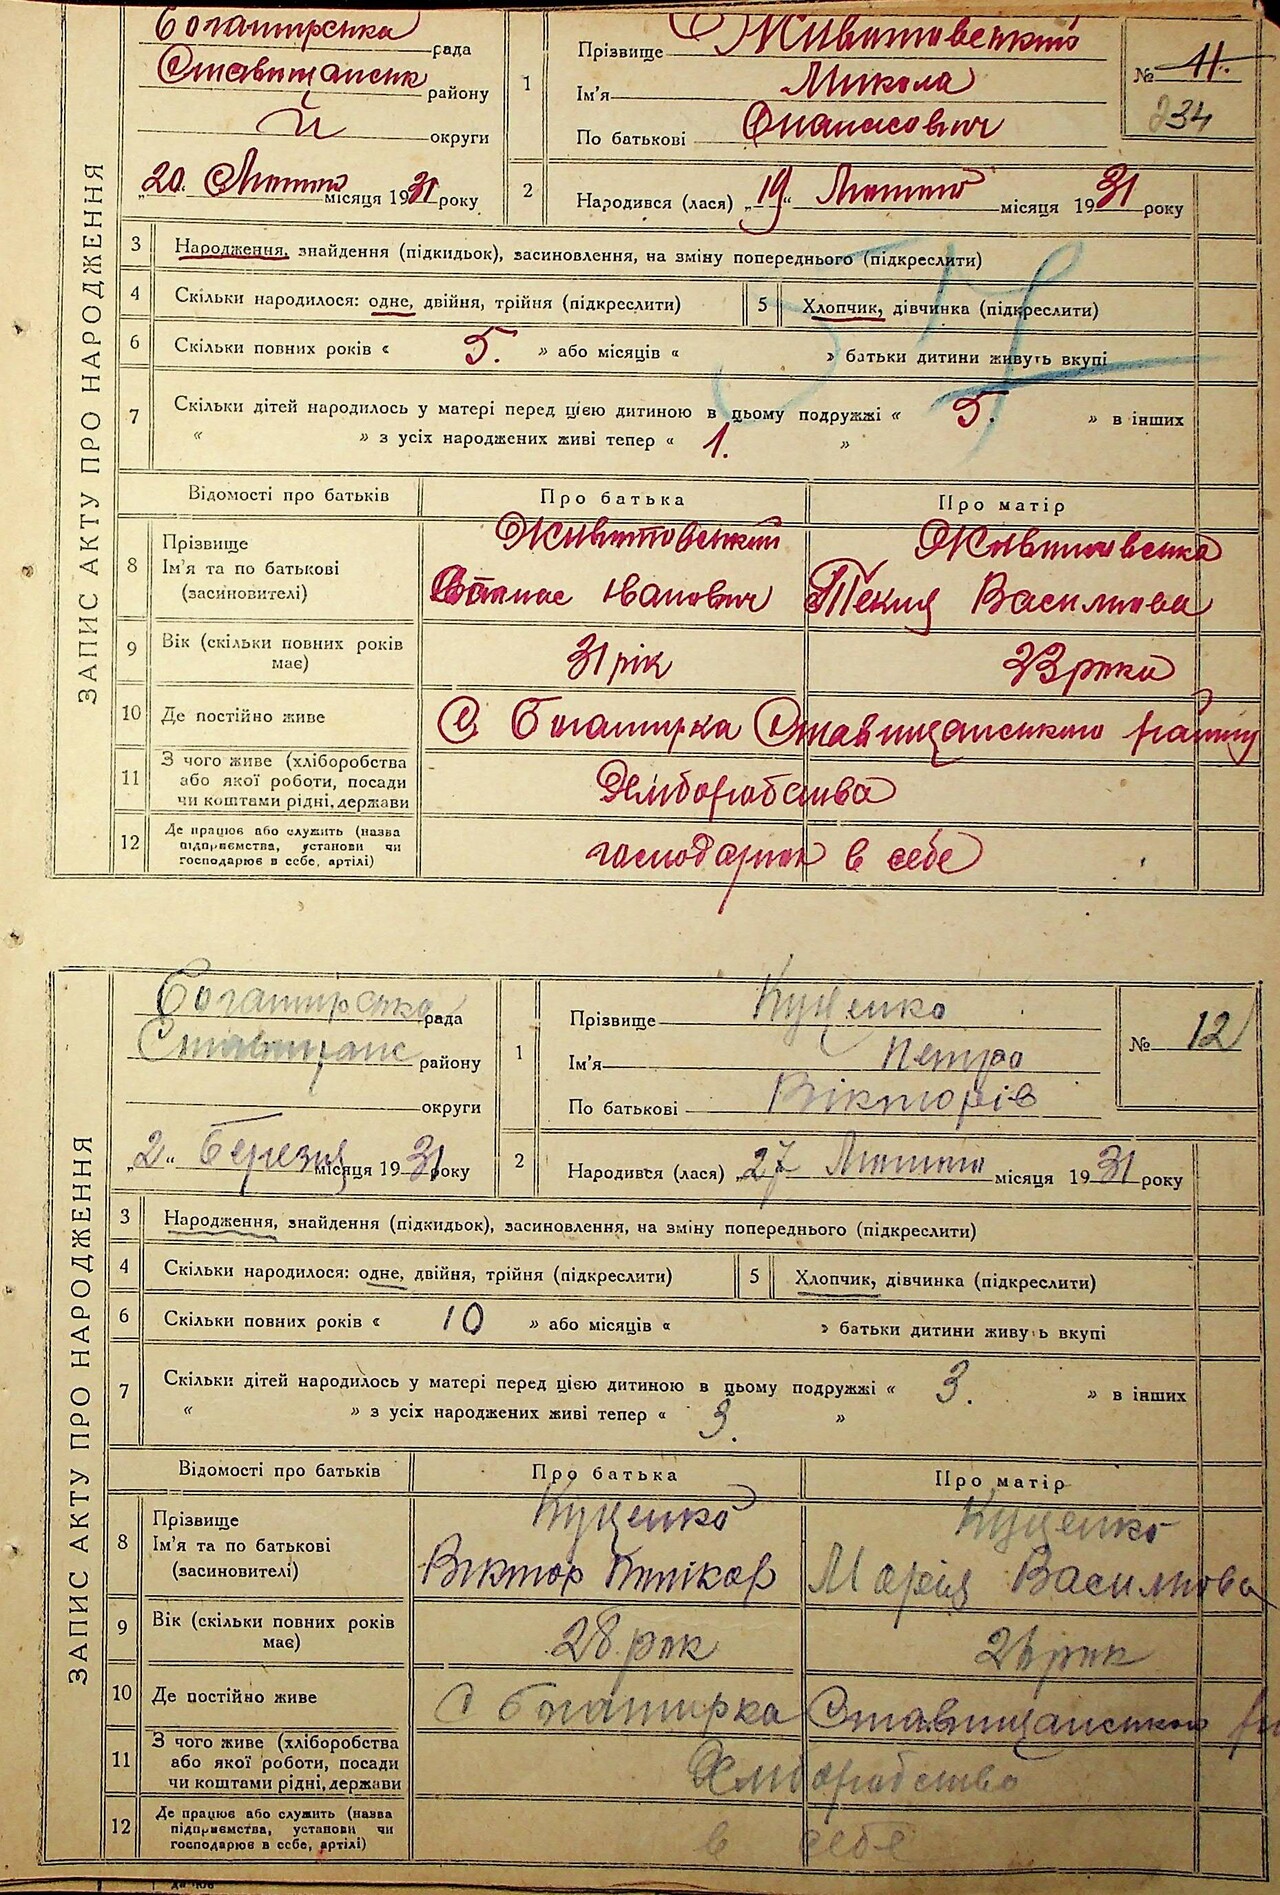 ЗАПИС АКТУ ПРО НАРОДЖЕННЯ
Богатирська рада
Ставищанськ району
й округи
„20. Лютого місяця 1931 року
1 Прізвище Животовський
Ім'я Микола
По батькові Опанасович
№ 11.
234
2 Народився (лася) „19“ Лютого місяця 1931 року
3 Народження, знайдення (підкидьок), засиновлення, на зміну попереднього (підкреслити)
4 Скільки народилося: одне, двійня, трійня (підкреслити) 5 Хлопчик, дівчинка (підкреслити)
6 Скільки повних років « 5. » або місяців « » батьки дитини живуть вкупі
7 Скільки дітей народилось у матері перед цією дитиною в цьому подружжі « 5. » в інших
« » з усіх народжених живі тепер « 1. »
Відомості про батьків Про батька Про матір
8 Прізвище Животовський Животовська
Ім'я та по батькові Іванович Текля Василівна
(засиновителі)
9 Вік (скільки повних років має) 31 рік 23 роки
10 Де постійно живе С. Богатирка Ставищанського району
11 З чого живе (хліборобства
або якої роботи, посади
чи коштами рідні, держави
Хліборобства
12 Де працює або служить (назва
підприємства, установи чи
господарює в себе, артілі)
господарює в себе
ЗАПИС АКТУ ПРО НАРОДЖЕННЯ
Богатирська рада
Ставищанс району
округи
„2“ Березня місяця 1931 року
1 Прізвище Куценко
Ім'я Петро
По батькові Вікторів
№ 12
2 Народився (лася) „27 Лютого місяця 1931 року
3 Народження, знайдення (підкидьок), засиновлення, на зміну попереднього (підкреслити)
4 Скільки народилося: одне, двійня, трійня (підкреслити) 5 Хлопчик, дівчинка (підкреслити)
6 Скільки повних років « 10 » або місяців « » батьки дитини живуть вкупі
7 Скільки дітей народилось у матері перед цією дитиною в цьому подружжі « 3. » в інших
« » з усіх народжених живі тепер « 3. »
Відомості про батьків Про батька Про матір
8 Прізвище Куценко Куценко
Ім'я та по батькові Віктор Марія Василівна
(засиновителі)
9 Вік (скільки повних років має) 28 рок рок
10 Де постійно живе С Богатирка Ставищанського
11 З чого живе (хліборобства
або якої роботи, посади
чи коштами рідні, держави
Хліборобство
12 Де працює або служить (назва
підприємства, установи чи
господарює в себе, артілі)
в себе